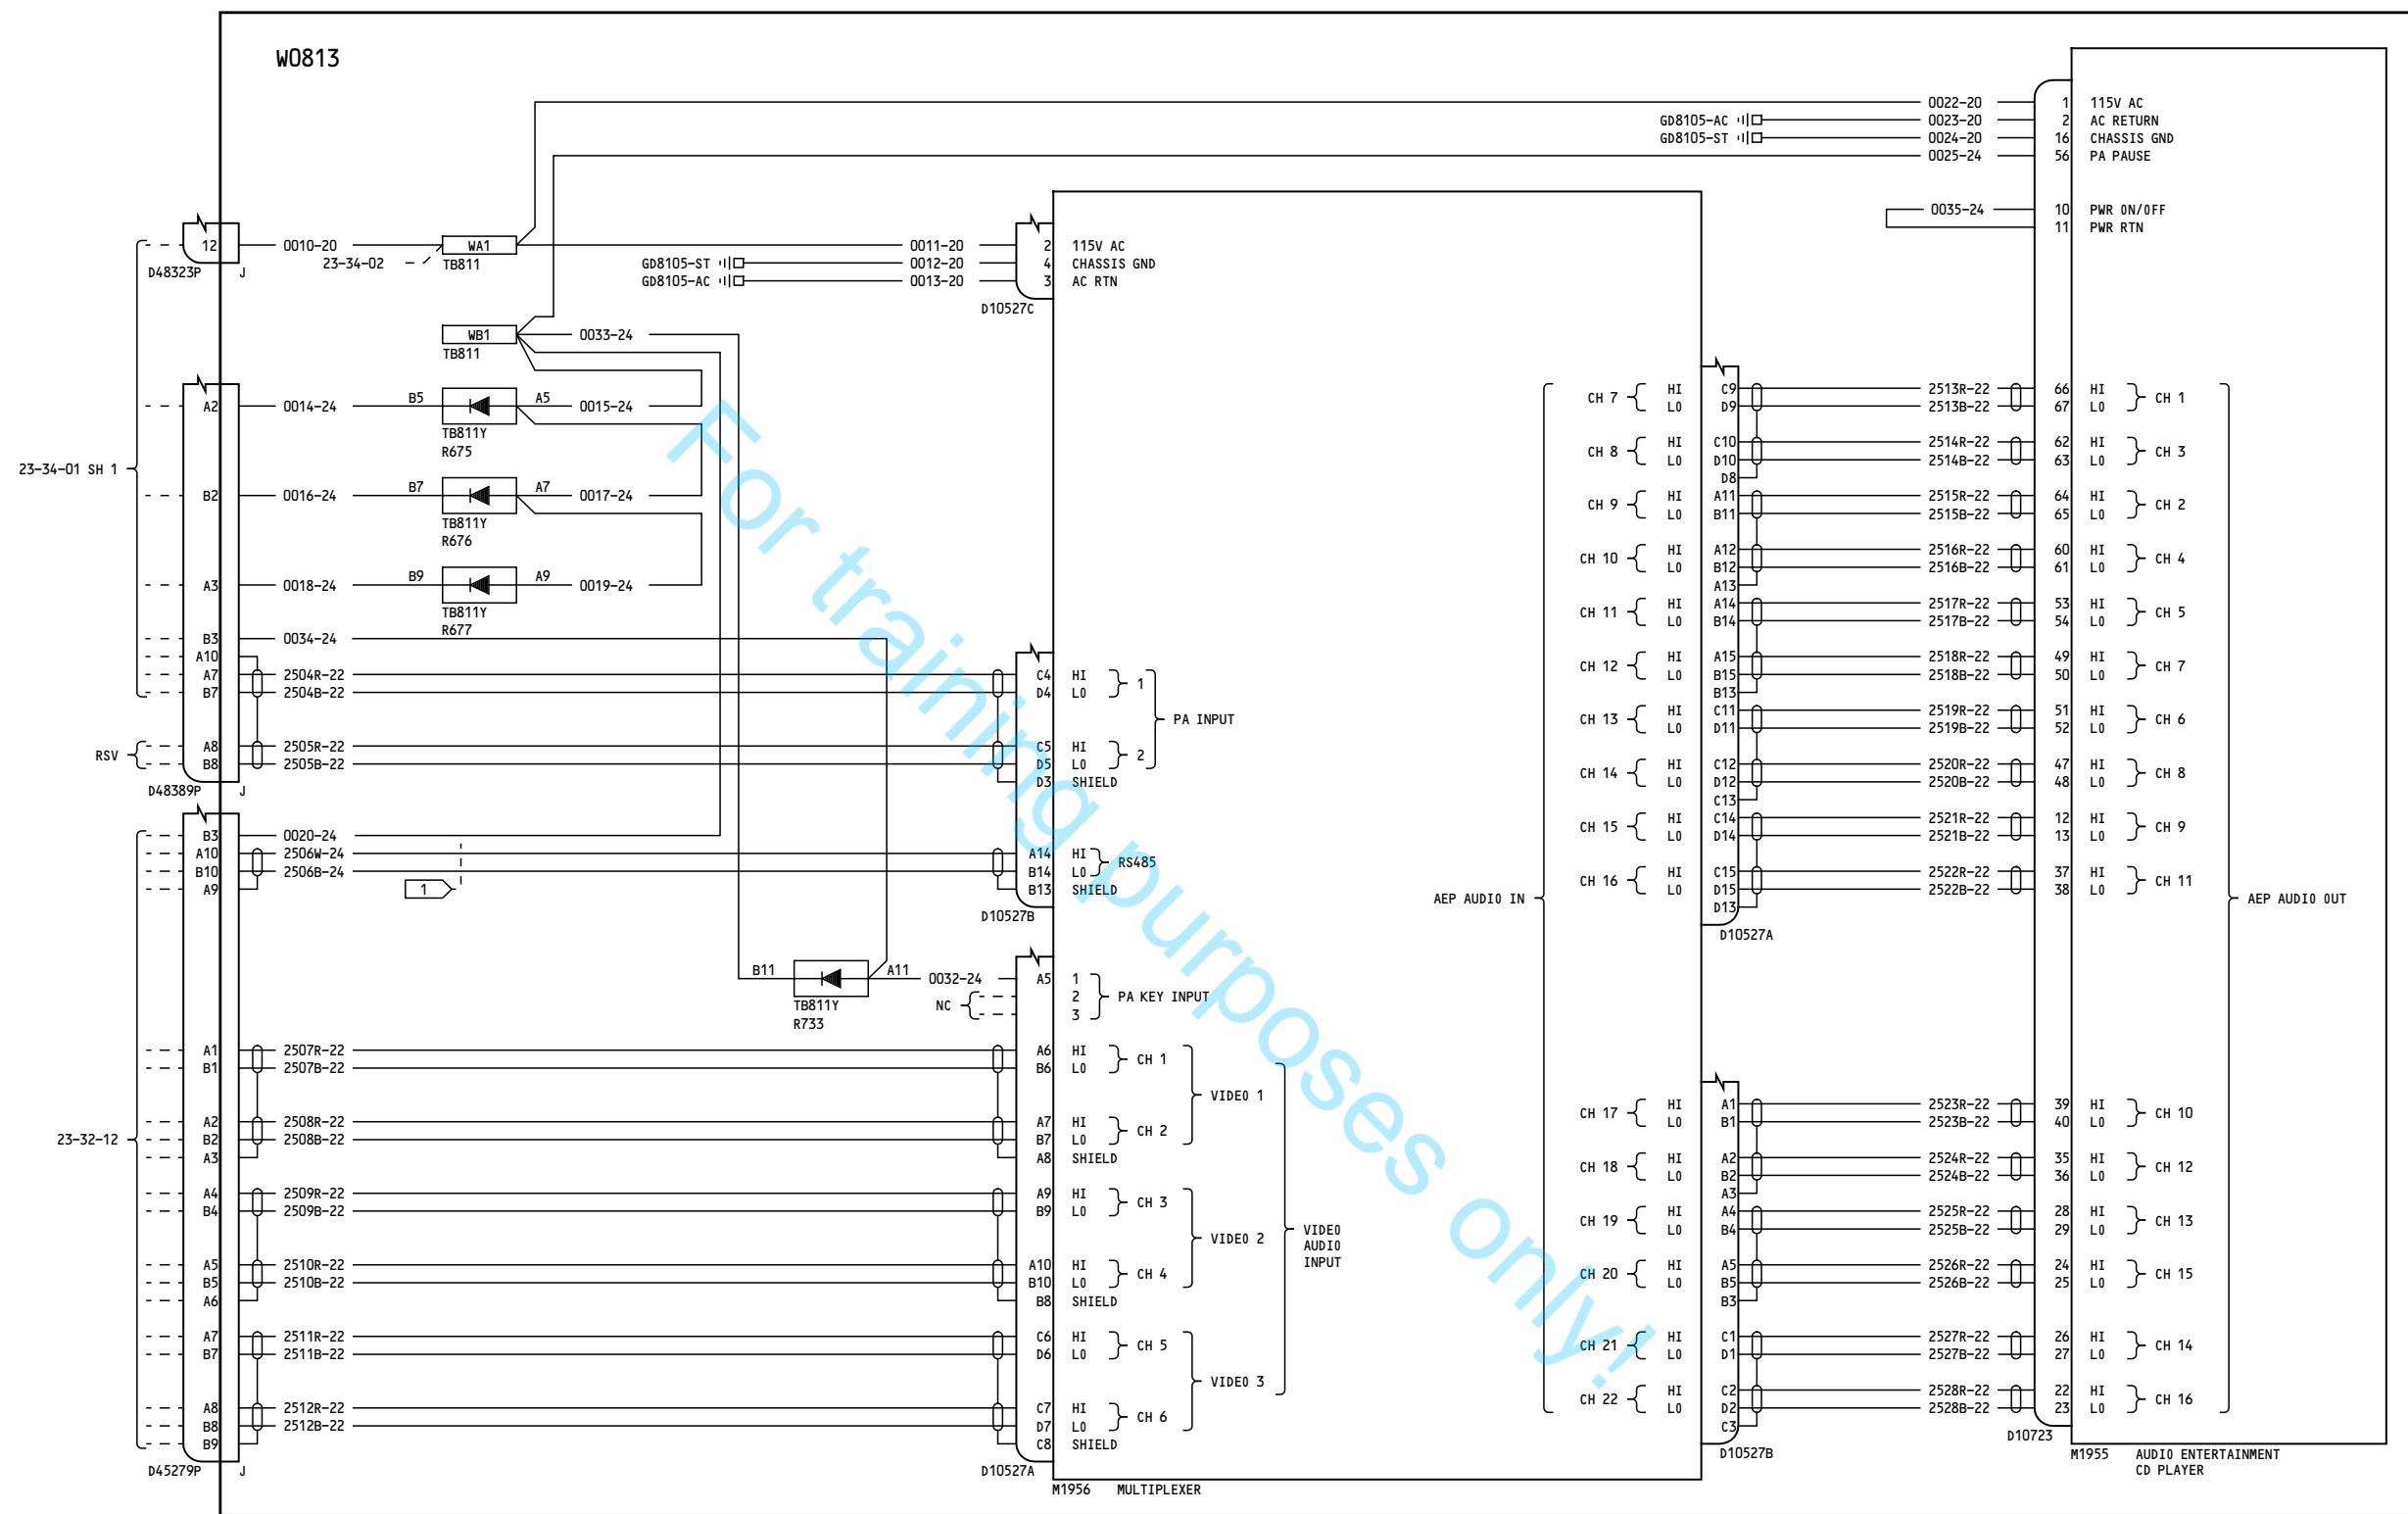 W0813
0022-20 1 115V AC
GD8105-AC 0023-20 2 AC RETURN
GD8105-ST 0024-20 16 CHASSIS GND
0025-24 56 PA PAUSE
0035-24 10 PWR ON/OFF
11 PWR RTN
12 0010-20 WA1 0011-20 2 115V AC
D48323P J 23-34-02 TB811 GD8105-ST 0012-20 4 CHASSIS GND
GD8105-AC 0013-20 3 AC RTN
D10527C
WB1 0033-24
TB811
A2 0014-24 B5 A5 0015-24
TB811Y
R675
23-34-01 SH 1
B2 0016-24 B7 A7 0017-24
TB811Y
R676
A3 0018-24 B9 A9 0019-24
TB811Y
R677
B3 0034-24
A10
A7 2504R-22 C4 HI
B7 2504B-22 D4 LO 1
PA INPUT
A8 2505R-22 C5 HI
RSV
B8 2505B-22 D5 LO 2
D3 SHIELD
D48389P J
B3 0020-24
A10 2506W-24 A14 HI
B10 2506B-24 B14 LO RS485
A9 1 B13 SHIELD
D10527B
B11 A11 0032-24 A5 1
NC 2 PA KEY INPUT
3
TB811Y
R733
23-32-12
A1 2507R-22 A6 HI
B1 2507B-22 B6 LO CH 1
VIDEO 1
A2 2508R-22 A7 HI
B2 2508B-22 B7 LO CH 2
A3 A8 SHIELD
A4 2509R-22 A9 HI
B4 2509B-22 B9 LO CH 3
VIDEO 2
VIDEO
AUDIO
INPUT
A5 2510R-22 A10 HI
B5 2510B-22 B10 LO CH 4
A6 B8 SHIELD
A7 2511R-22 C6 HI
B7 2511B-22 D6 LO CH 5
VIDEO 3
A8 2512R-22 C7 HI
B8 2512B-22 D7 LO CH 6
B9 C8 SHIELD
D45279P J D10527A
M1956 MULTIPLEXER
AEP AUDIO IN
CH 7 HI C9 2513R-22 66 HI CH 1
LO D9 2513B-22 67 LO
CH 8 HI C10 2514R-22 62 HI CH 3
LO D10 2514B-22 63 LO
D8
CH 9 HI A11 2515R-22 64 HI CH 2
LO B11 2515B-22 65 LO
CH 10 HI A12 2516R-22 60 HI CH 4
LO B12 2516B-22 61 LO
A13
CH 11 HI A14 2517R-22 53 HI CH 5
LO B14 2517B-22 54 LO
CH 12 HI A15 2518R-22 49 HI CH 7
LO B15 2518B-22 50 LO
B13
CH 13 HI C11 2519R-22 51 HI CH 6
LO D11 2519B-22 52 LO
CH 14 HI C12 2520R-22 47 HI CH 8
LO D12 2520B-22 48 LO
C13
CH 15 HI C14 2521R-22 12 HI CH 9
LO D14 2521B-22 13 LO
CH 16 HI C15 2522R-22 37 HI CH 11
LO D15 2522B-22 38 LO
D13
D10527A
AEP AUDIO OUT
CH 17 HI A1 2523R-22 39 HI CH 10
LO B1 2523B-22 40 LO
CH 18 HI A2 2524R-22 35 HI CH 12
LO B2 2524B-22 36 LO
A3
CH 19 HI A4 2525R-22 28 HI CH 13
LO B4 2525B-22 29 LO
CH 20 HI A5 2526R-22 24 HI CH 15
LO B5 2526B-22 25 LO
B3
CH 21 HI C1 2527R-22 26 HI CH 14
LO D1 2527B-22 27 LO
CH 22 HI C2 2528R-22 22 HI CH 16
LO D2 2528B-22 23 LO
C3
D10527B
D10723
M1955 AUDIO ENTERTAINMENT
CD PLAYER
For training purposes only!